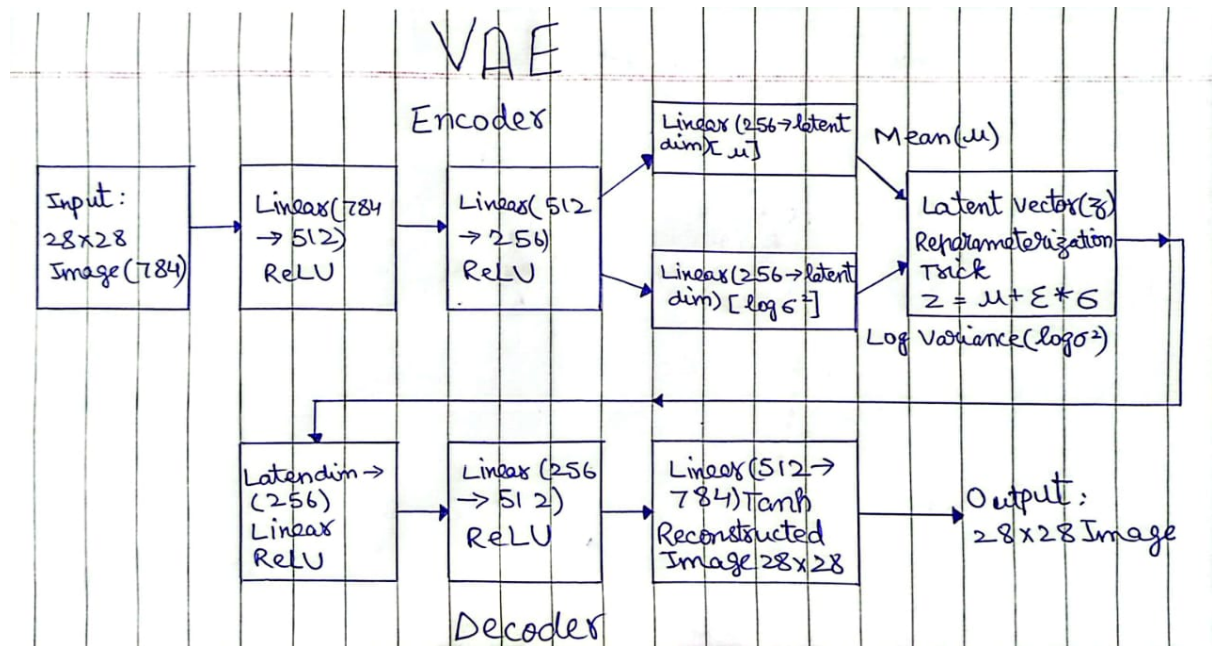 VAE
Encoder
Input:
28x28
Image(784)
Linear(784
→ 512)
ReLU
Linear(512
→ 256)
ReLU
Linear(256→latent
dim)[μ]
Linear(256→latent
dim)[logσ²]
Mean(μ)
Latent vector(z)
Reparameterization
Trick
z = μ + ε * σ
Log Variance(logσ²)
Latendim →
(256)
Linear
ReLU
Linear(256
→ 512)
ReLU
Linear(512→
784)Tanh
Reconstructed
Image 28x28
Output:
28x28 Image
Decoder